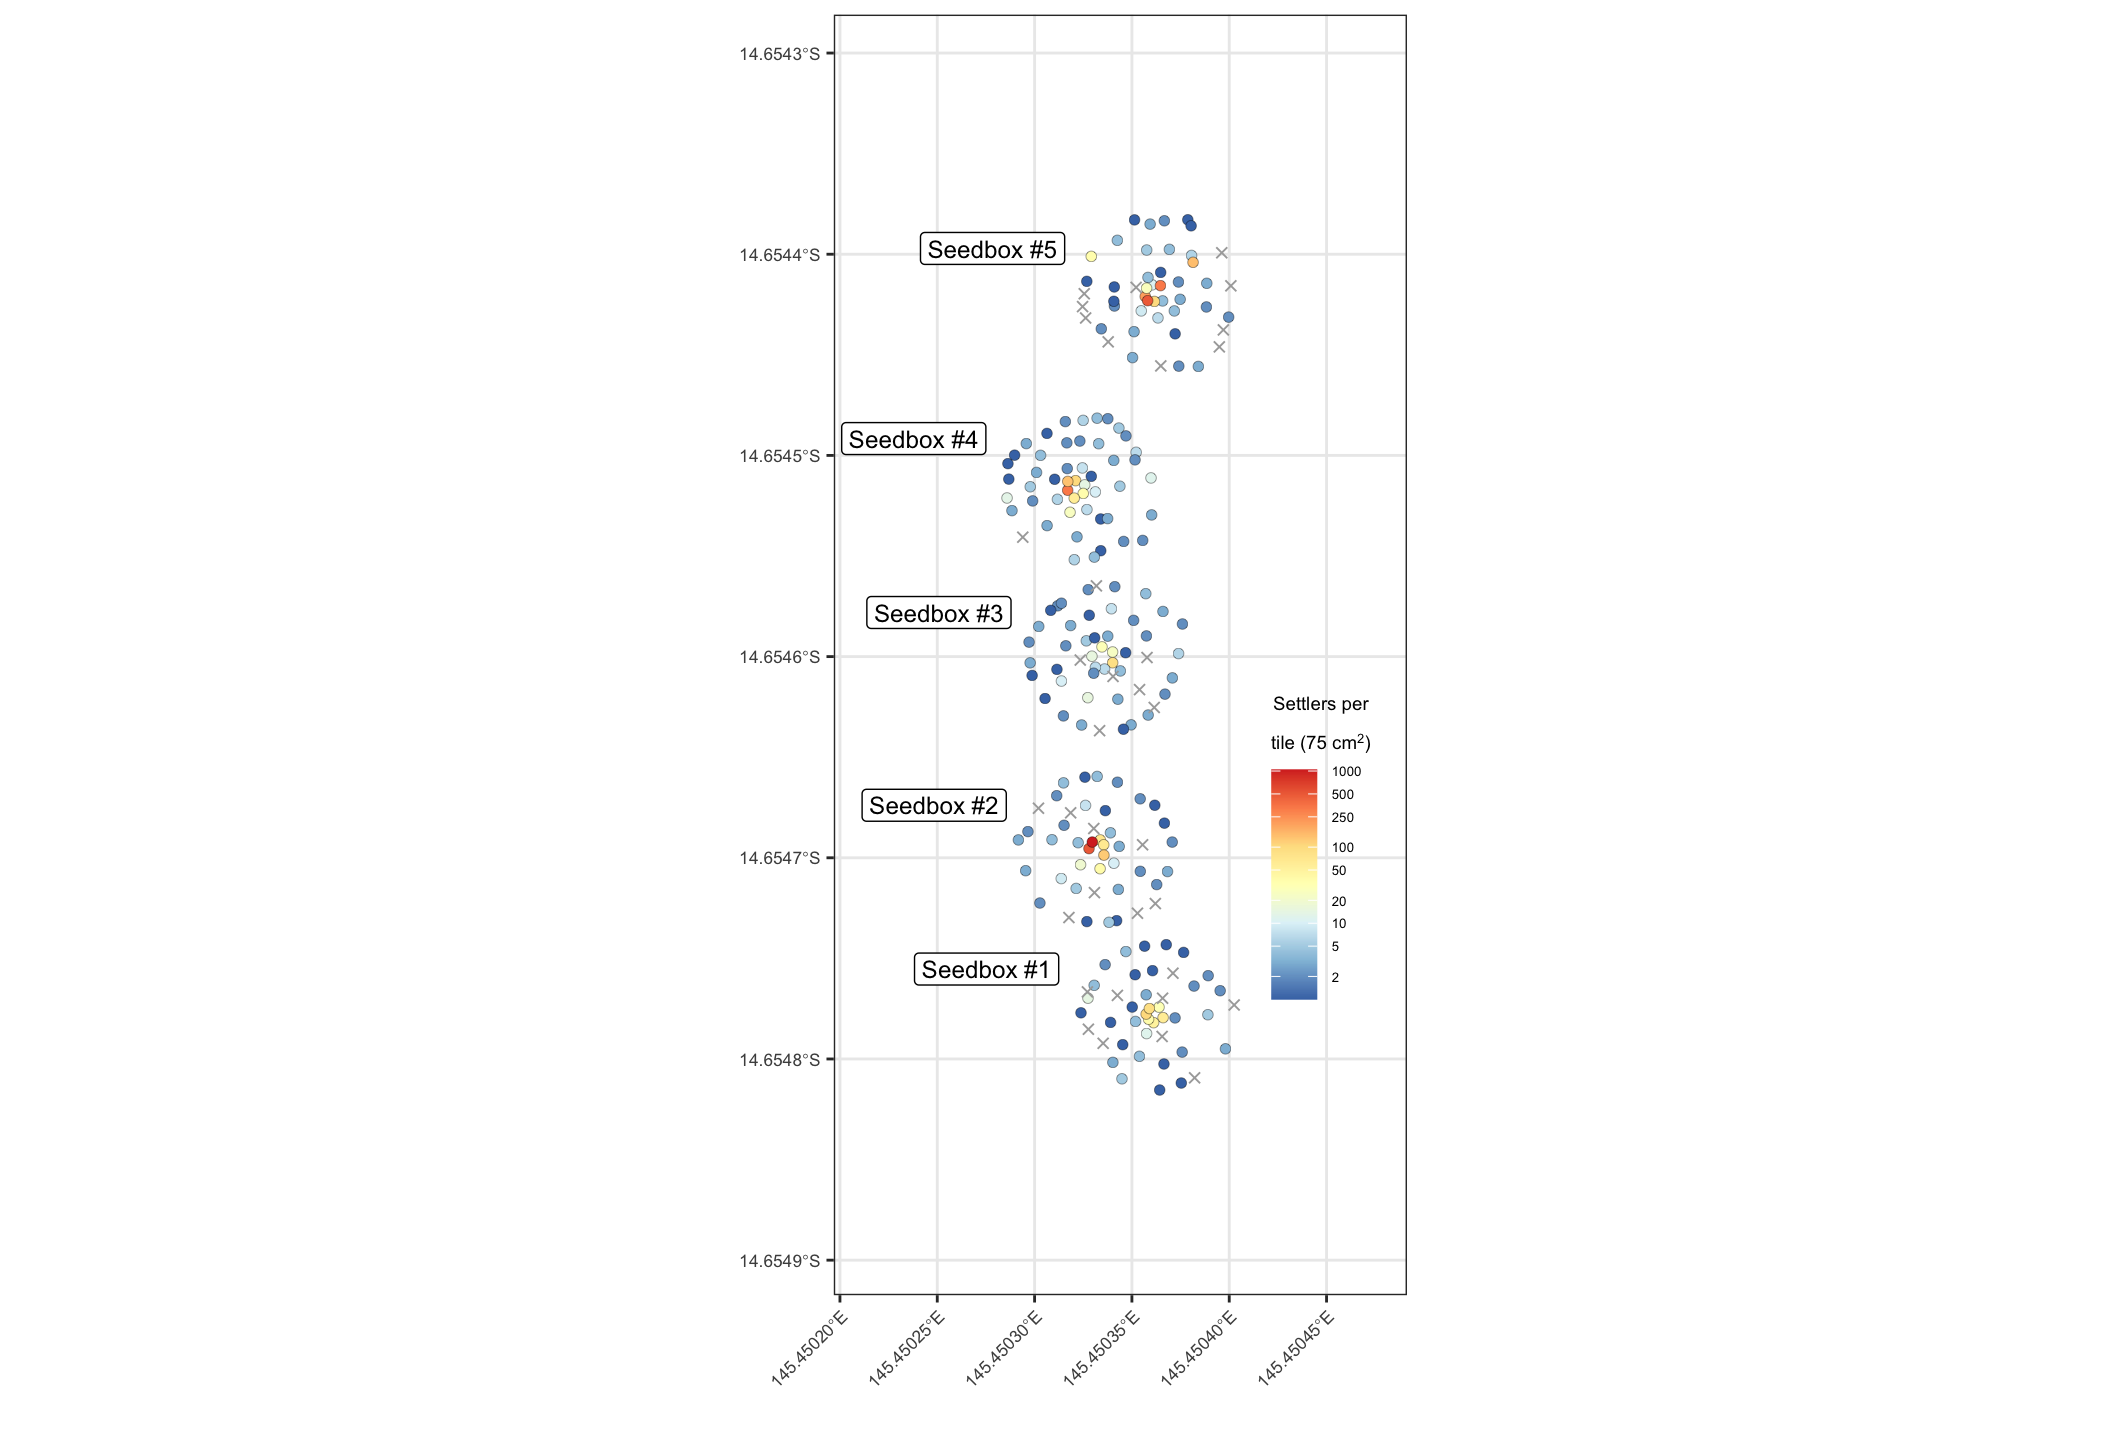 14.6543°S
14.6544°S
14.6545°S
14.6546°S
14.6547°S
14.6548°S
14.6549°S
Seedbox #5
Seedbox #4
Seedbox #3
Seedbox #2
Seedbox #1
Settlers per
tile (75 cm²)
1000
500
250
100
50
20
10
5
2
145.45020°E
145.45025°E
145.45030°E
145.45035°E
145.45040°E
145.45045°E